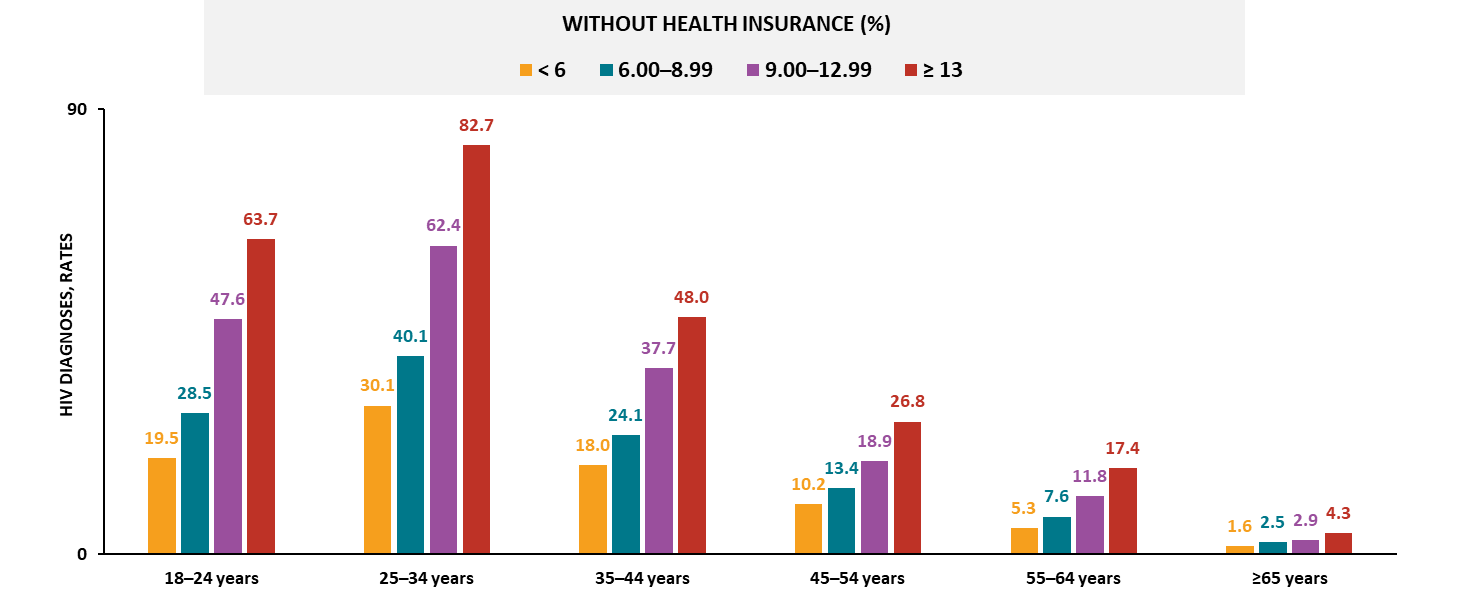 WITHOUT HEALTH INSURANCE (%)
< 6 6.00–8.99 9.00–12.99 ≥ 13
HIV DIAGNOSES, RATES
90
0
19.5 28.5 47.6 63.7
30.1 40.1 62.4 82.7
18.0 24.1 37.7 48.0
10.2 13.4 18.9 26.8
5.3 7.6 11.8 17.4
1.6 2.5 2.9 4.3
18–24 years 25–34 years 35–44 years 45–54 years 55–64 years ≥65 years